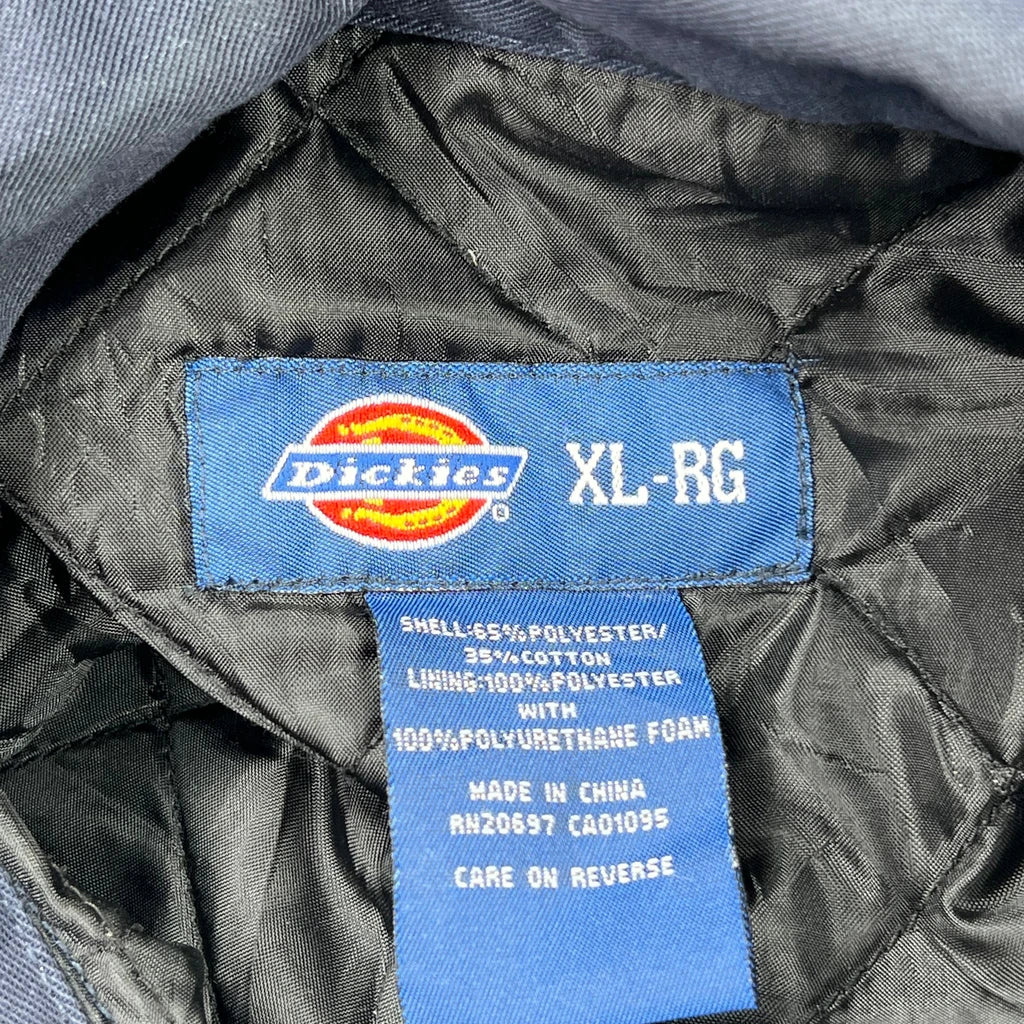 Dickies®
XL-RG
SHELL:65%POLYESTER/
35%COTTON
LINING:100%POLYESTER
WITH
100%POLYURETHANE FOAM
MADE IN CHINA
RN20697 CA01095
CARE ON REVERSE